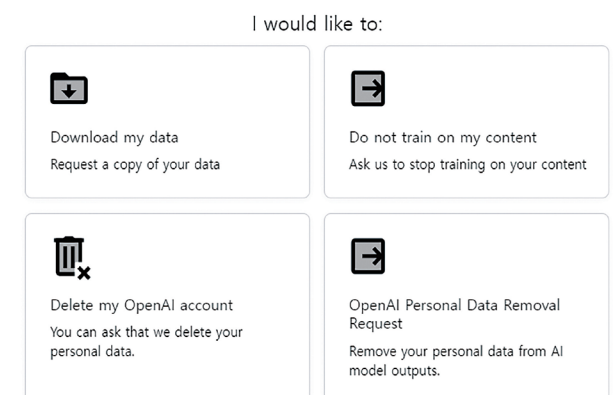 I would like to:
Download my data
Request a copy of your data
Do not train on my content
Ask us to stop training on your content
Delete my OpenAI account
You can ask that we delete your
personal data.
OpenAI Personal Data Removal
Request
Remove your personal data from AI
model outputs.